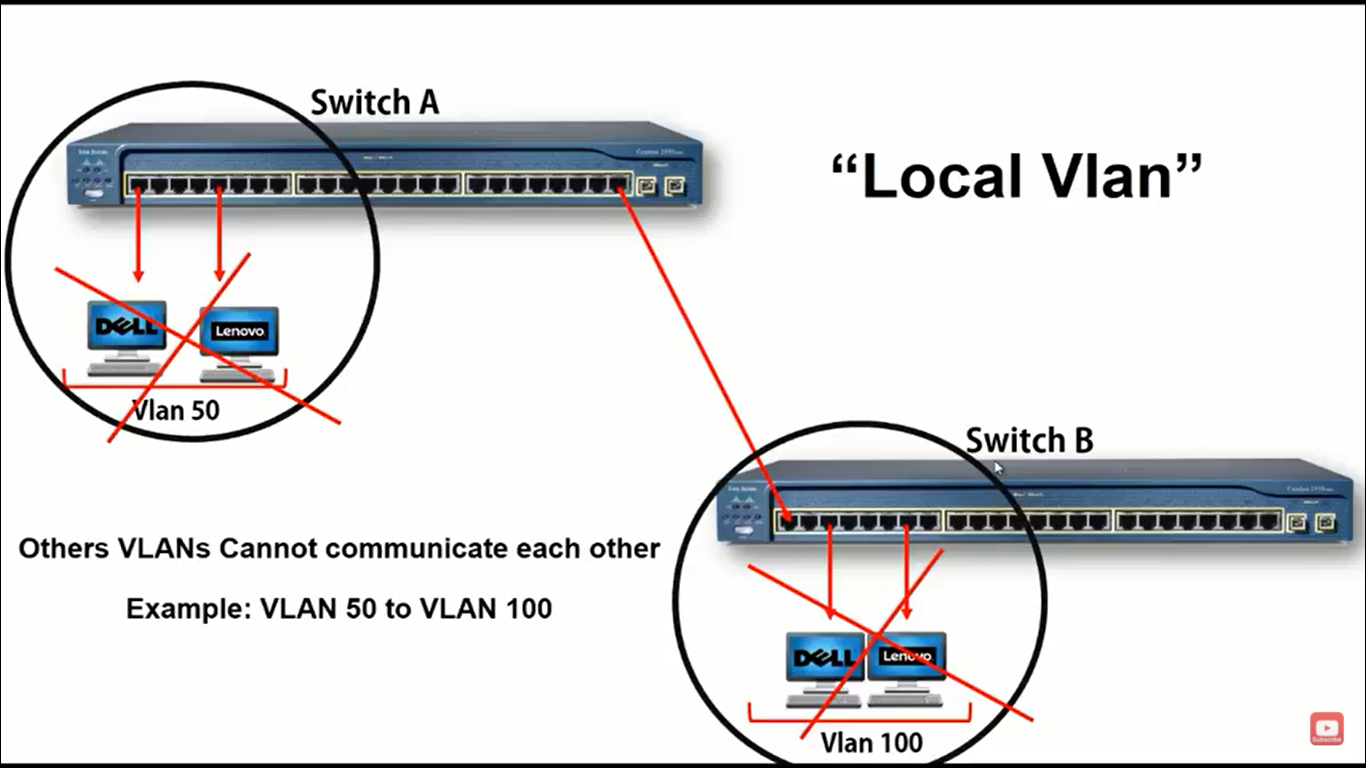 Switch A
"Local Vlan"
DELL
Lenovo
Vlan 50
Switch B
Others VLANs Cannot communicate each other
Example: VLAN 50 to VLAN 100
DELL
Lenovo
Vlan 100
Subscribe